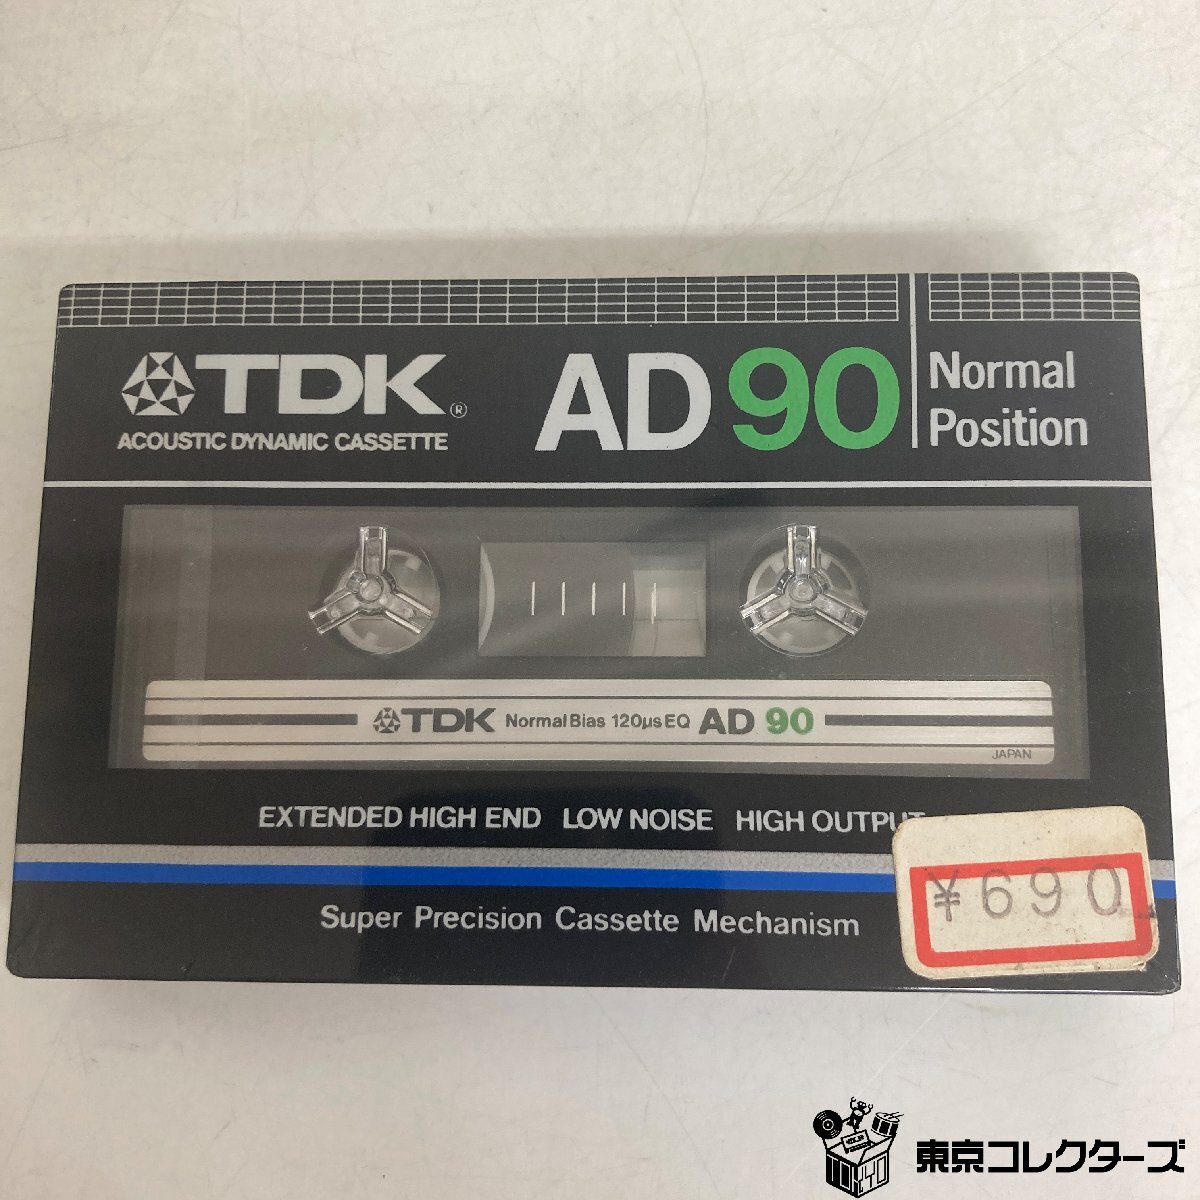 TDK®
ACOUSTIC DYNAMIC CASSETTE
AD 90
Normal
Position
TDK Normal Bias 120µs EQ AD 90
JAPAN
EXTENDED HIGH END LOW NOISE HIGH OUTPUT
Super Precision Cassette Mechanism
¥690
TOKYO
東京コレクターズ